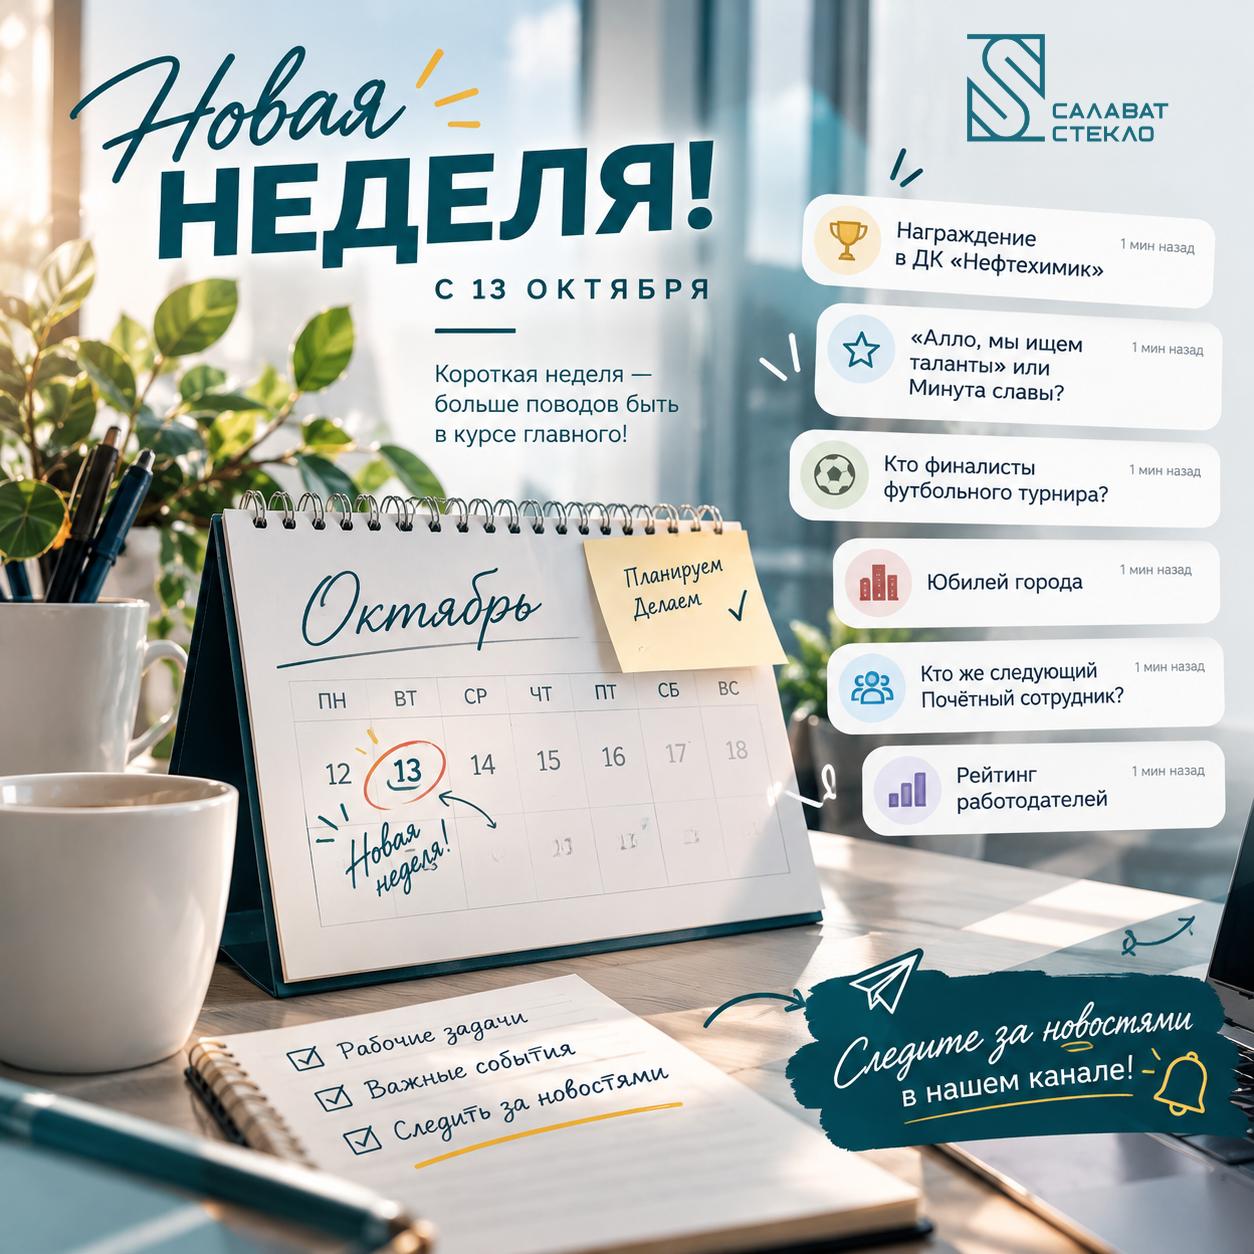 Новая
НЕДЕЛЯ!
С 13 ОКТЯБРЯ
Короткая неделя —
больше поводов быть
в курсе главного!
САЛАВАТ
СТЕКЛО
Награждение
в ДК «Нефтехимик»
1 мин назад
«Алло, мы ищем
таланты» или
Минута славы?
1 мин назад
Кто финалисты
футбольного турнира?
1 мин назад
Юбилей города
1 мин назад
Кто же следующий
Почётный сотрудник?
1 мин назад
Рейтинг
работодателей
1 мин назад
Октябрь
Планируем
Делаем
ПН ВТ СР ЧТ ПТ СБ ВС
12 13 14 15 16 17 18
Новая
неделя!
Рабочие задачи
Важные события
Следить за новостями
Следите за новостями
в нашем канале!